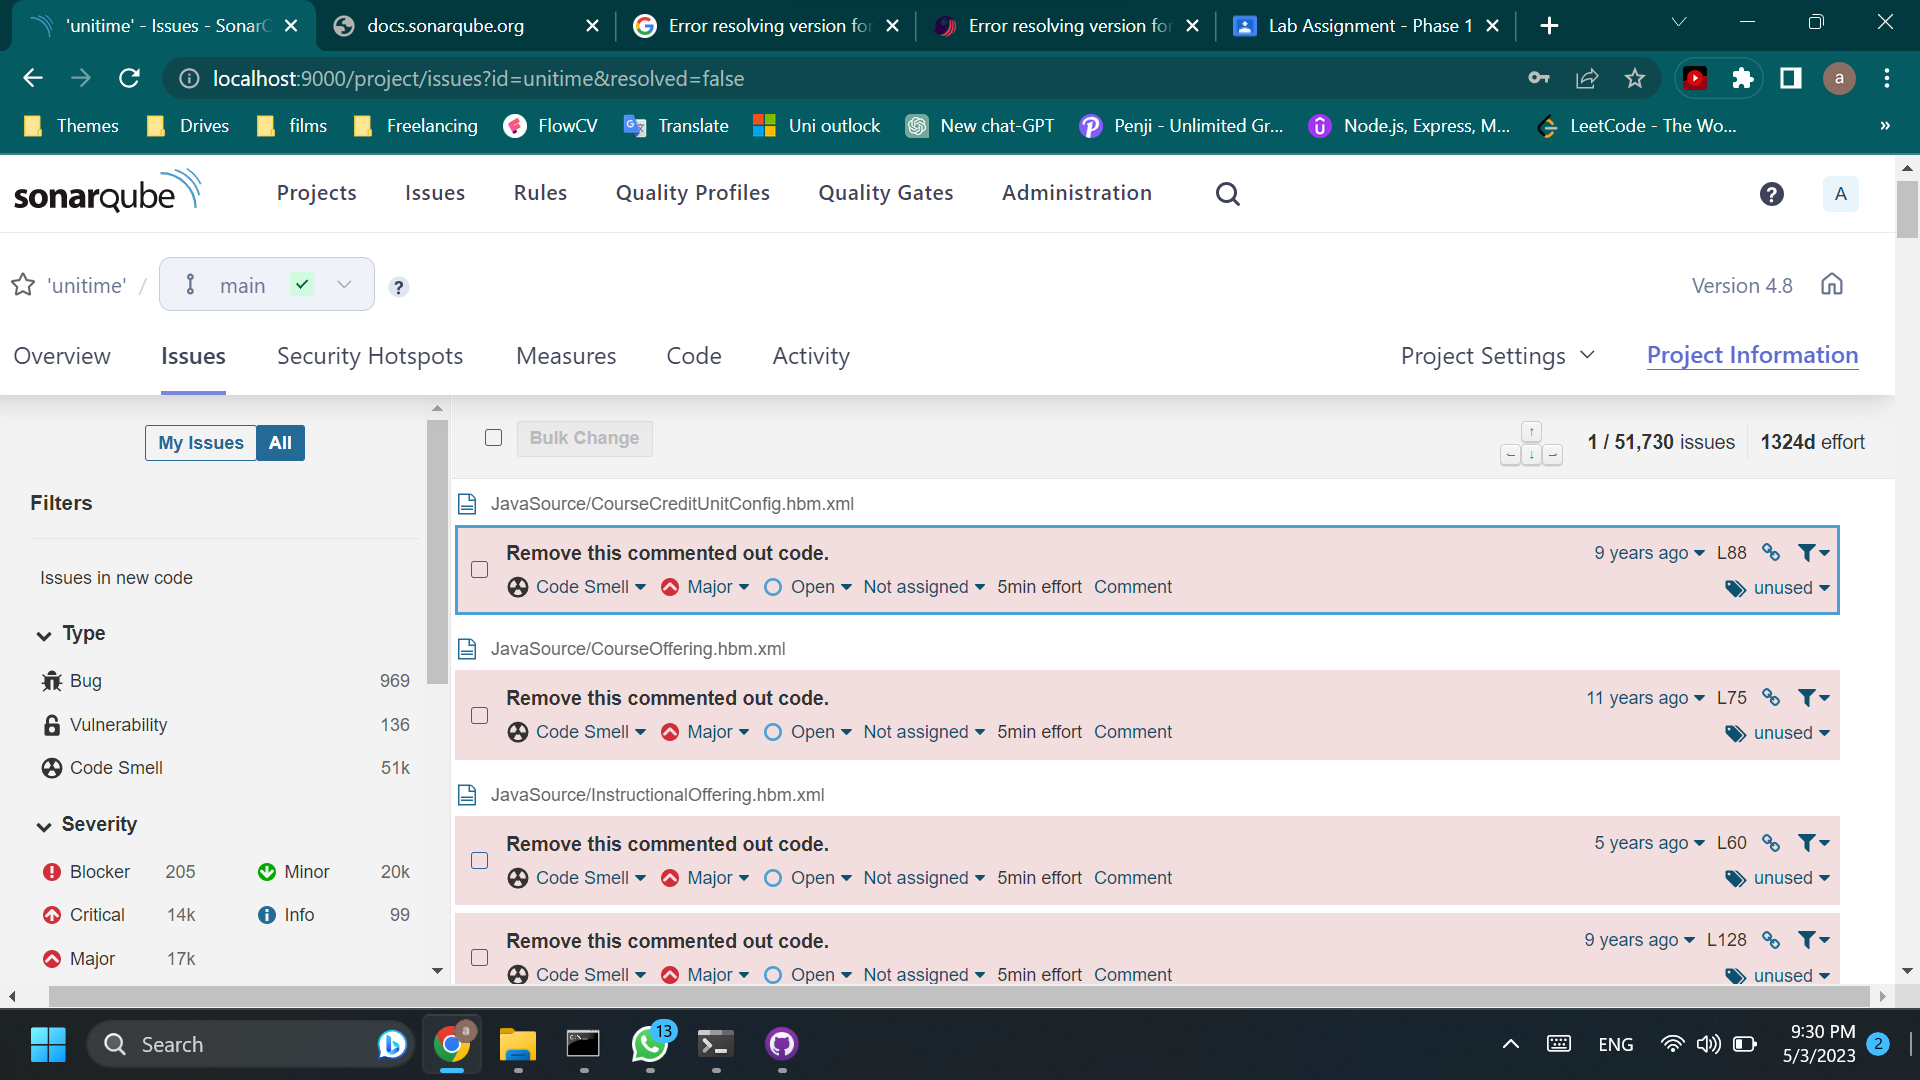 'unitime' - Issues - SonarQ
docs.sonarqube.org
Error resolving version for
Error resolving version for
Lab Assignment - Phase 1
localhost:9000/project/issues?id=unitime&resolved=false
a
Themes
Drives
films
Freelancing
FlowCV
Translate
Uni outlock
New chat-GPT
Penji - Unlimited Gr...
Node.js, Express, M...
LeetCode - The Wo...
»
sonarqube
Projects
Issues
Rules
Quality Profiles
Quality Gates
Administration
?
A
'unitime' /
main
?
Version 4.8
Overview
Issues
Security Hotspots
Measures
Code
Activity
Project Settings
Project Information
My Issues
All
Bulk Change
1 / 51,730 issues
1324d effort
Filters
Issues in new code
Type
Bug 969
Vulnerability 136
Code Smell 51k
Severity
Blocker 205
Minor 20k
Critical 14k
Info 99
Major 17k
JavaSource/CourseCreditUnitConfig.hbm.xml
Remove this commented out code.
9 years ago L88
Code Smell Major Open Not assigned 5min effort Comment
unused
JavaSource/CourseOffering.hbm.xml
Remove this commented out code.
11 years ago L75
Code Smell Major Open Not assigned 5min effort Comment
unused
JavaSource/InstructionalOffering.hbm.xml
Remove this commented out code.
5 years ago L60
Code Smell Major Open Not assigned 5min effort Comment
unused
Remove this commented out code.
9 years ago L128
Code Smell Major Open Not assigned 5min effort Comment
unused
Search
a
13
ENG
9:30 PM
5/3/2023
2